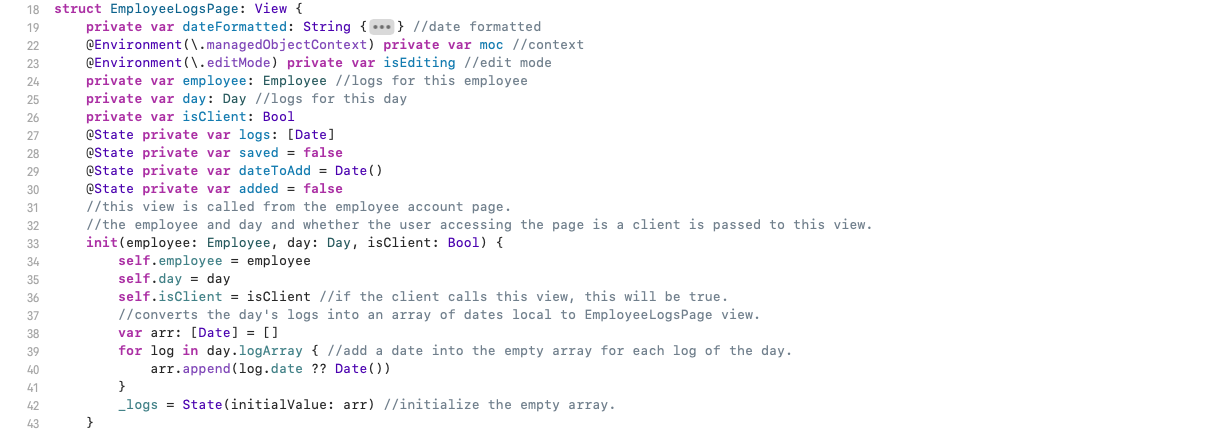 18 struct EmployeeLogsPage: View {
19     private var dateFormatted: String {•••} //date formatted
22     @Environment(\.managedObjectContext) private var moc //context
23     @Environment(\.editMode) private var isEditing //edit mode
24     private var employee: Employee //logs for this employee
25     private var day: Day //logs for this day
26     private var isClient: Bool
27     @State private var logs: [Date]
28     @State private var saved = false
29     @State private var dateToAdd = Date()
30     @State private var added = false
31     //this view is called from the employee account page.
32     //the employee and day and whether the user accessing the page is a client is passed to this view.
33     init(employee: Employee, day: Day, isClient: Bool) {
34         self.employee = employee
35         self.day = day
36         self.isClient = isClient //if the client calls this view, this will be true.
37         //converts the day's logs into an array of dates local to EmployeeLogsPage view.
38         var arr: [Date] = []
39         for log in day.logArray { //add a date into the empty array for each log of the day.
40             arr.append(log.date ?? Date())
41         }
42         _logs = State(initialValue: arr) //initialize the empty array.
43     }